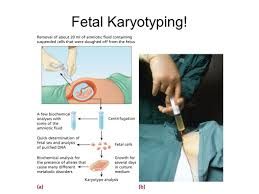 Fetal Karyotyping!
Removal of about 20 ml of amniotic fluid containing
suspended cells that were sloughed off from the fetus
A few biochemical
analyses with
some of the
amniotic fluid
Centrifugation
Quick determination of
fetal sex and analysis
of purified DNA
Fetal cells
Biochemical analysis for
the presence of alleles that
cause many different
metabolic disorders
Growth for
several days
in culture
medium
Karyotype analysis
(a)
(b)